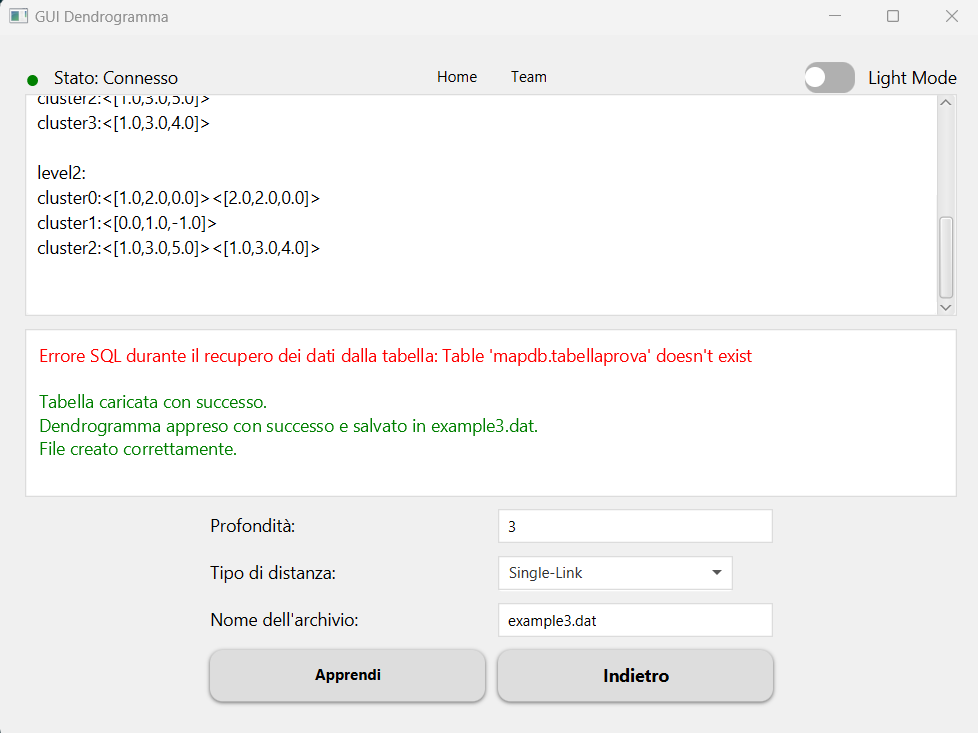 GUI Dendrogramma
Stato: Connesso
Home
Team
Light Mode
cluster2:<[1.0,3.0,5.0]>
cluster3:<[1.0,3.0,4.0]>
level2:
cluster0:<[1.0,2.0,0.0]><[2.0,2.0,0.0]>
cluster1:<[0.0,1.0,-1.0]>
cluster2:<[1.0,3.0,5.0]><[1.0,3.0,4.0]>
Errore SQL durante il recupero dei dati dalla tabella: Table 'mapdb.tabellaprova' doesn't exist
Tabella caricata con successo.
Dendrogramma appreso con successo e salvato in example3.dat.
File creato correttamente.
Profondità:
3
Tipo di distanza:
Single-Link
Nome dell'archivio:
example3.dat
Apprendi
Indietro